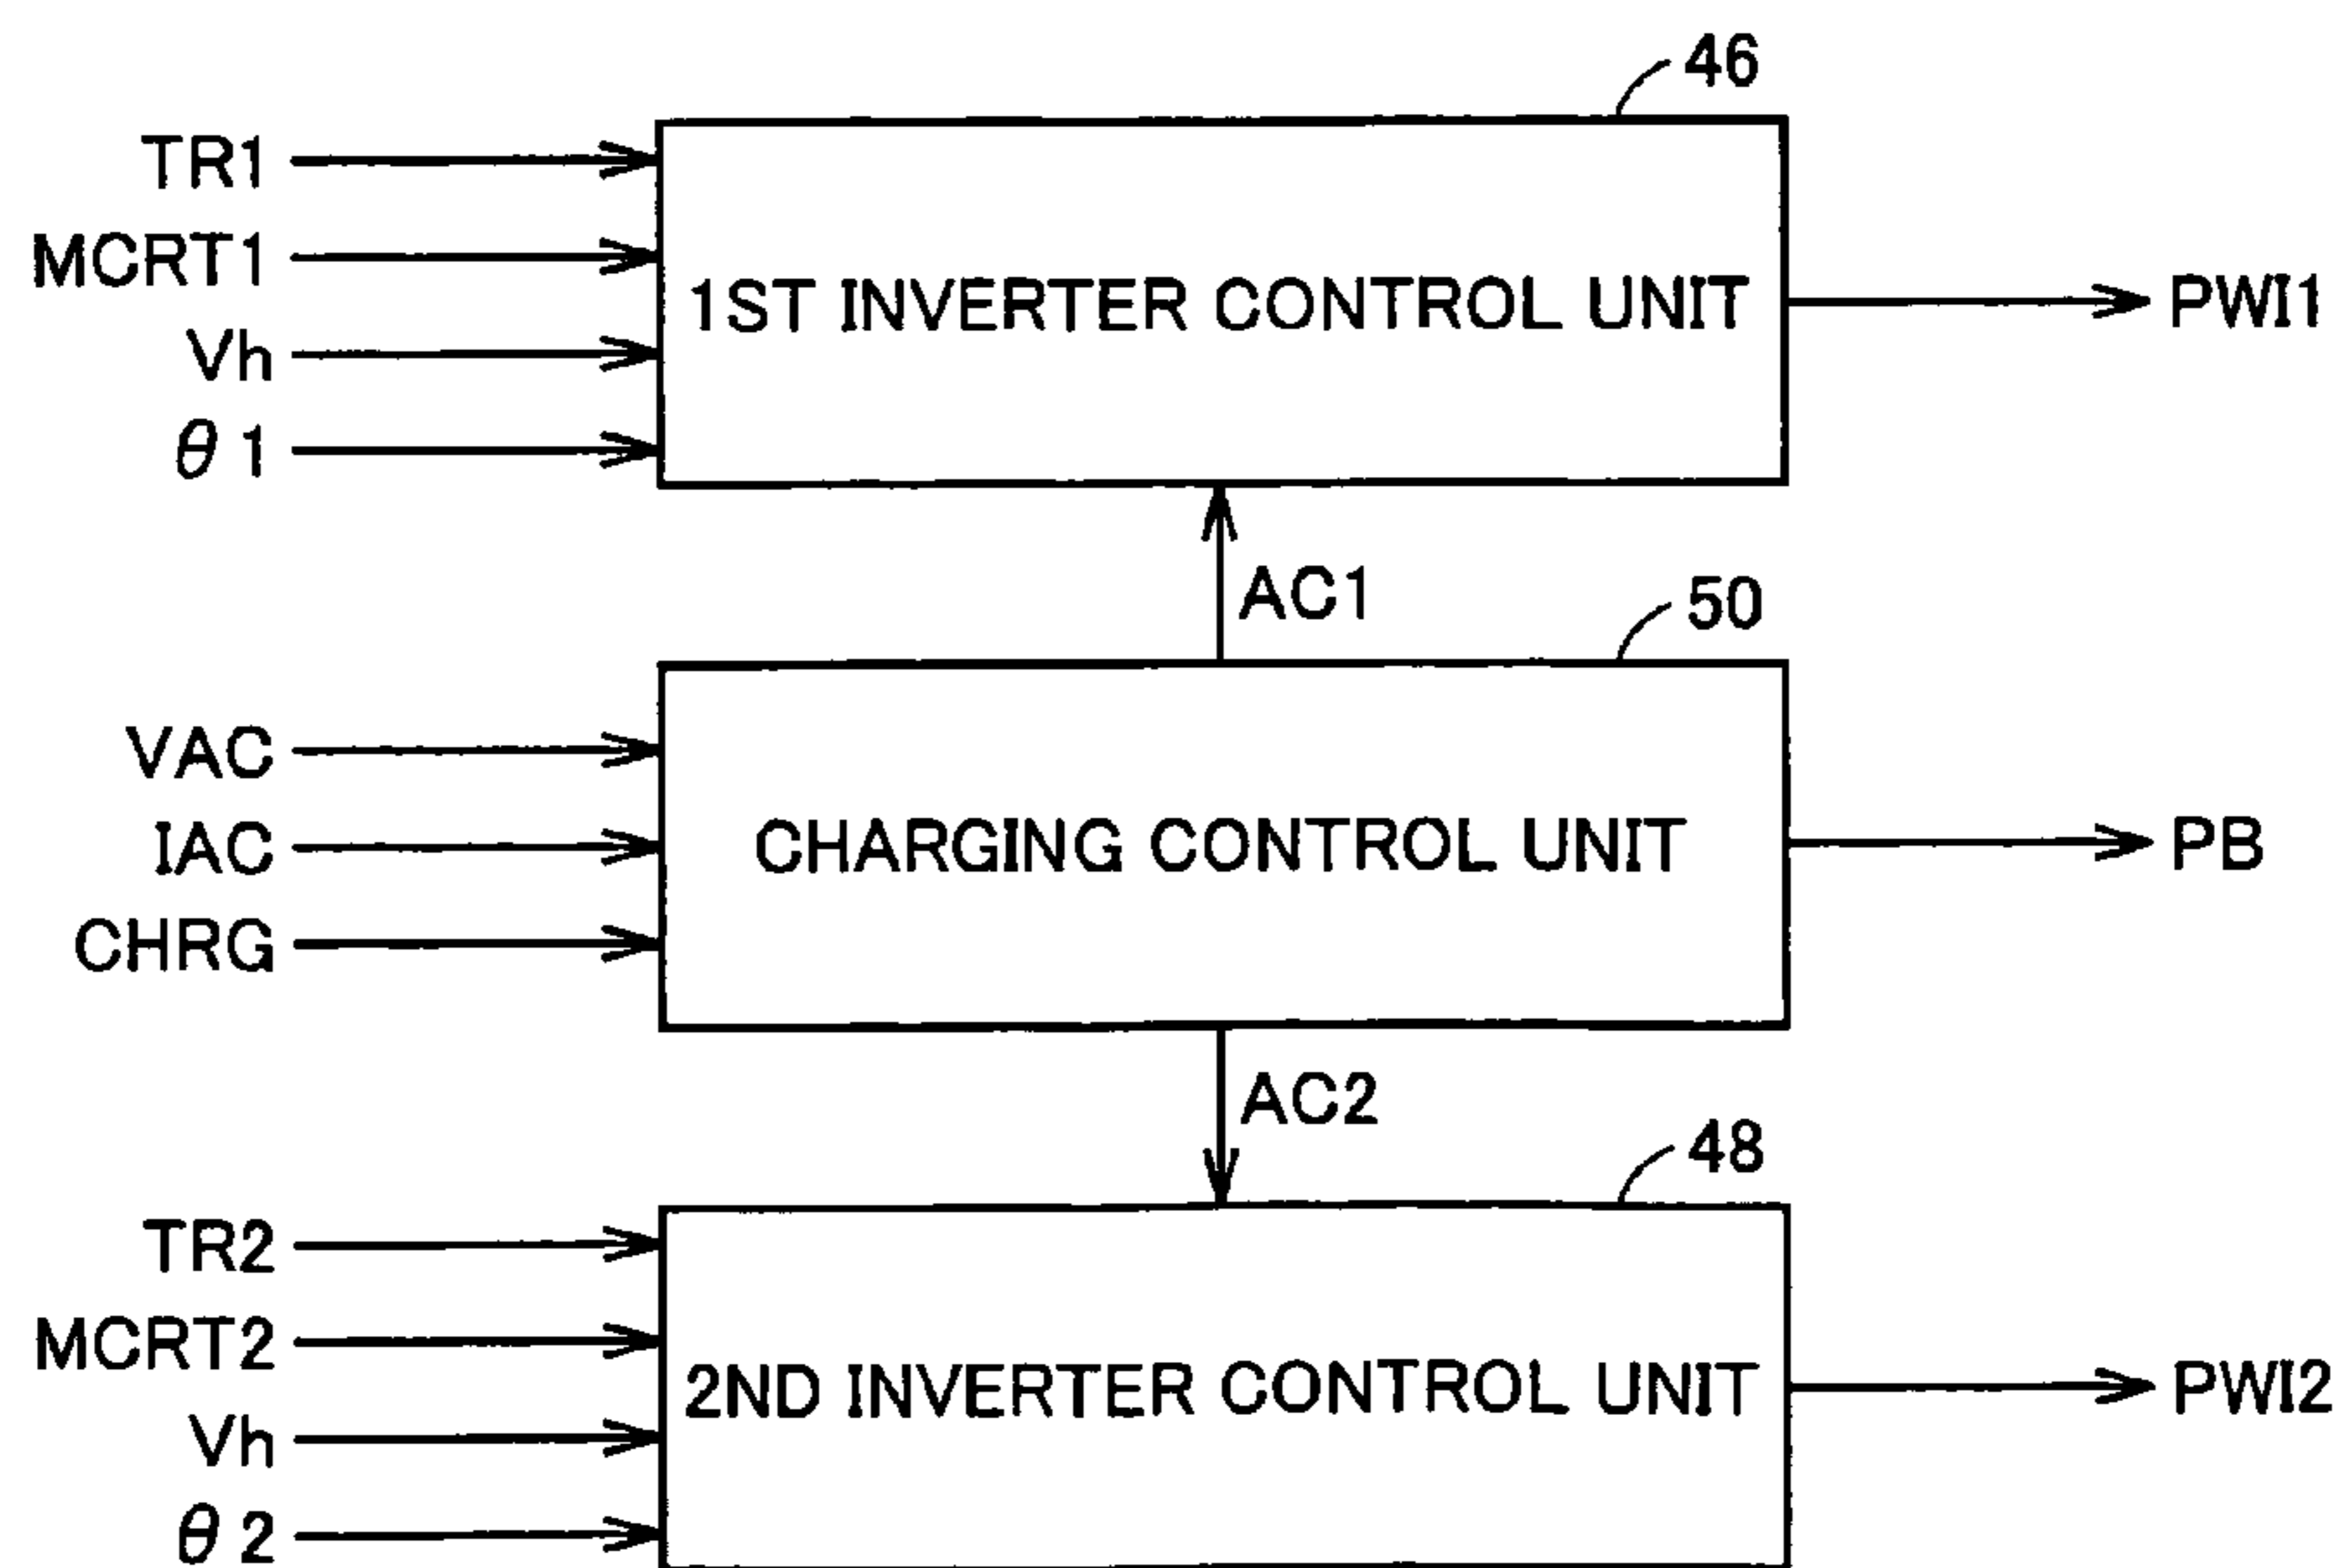 46
TR1
MCRT1
Vh
θ1
1ST INVERTER CONTROL UNIT
PWI1
AC1
50
VAC
IAC
CHRG
CHARGING CONTROL UNIT
PB
AC2
48
TR2
MCRT2
Vh
θ2
2ND INVERTER CONTROL UNIT
PWI2